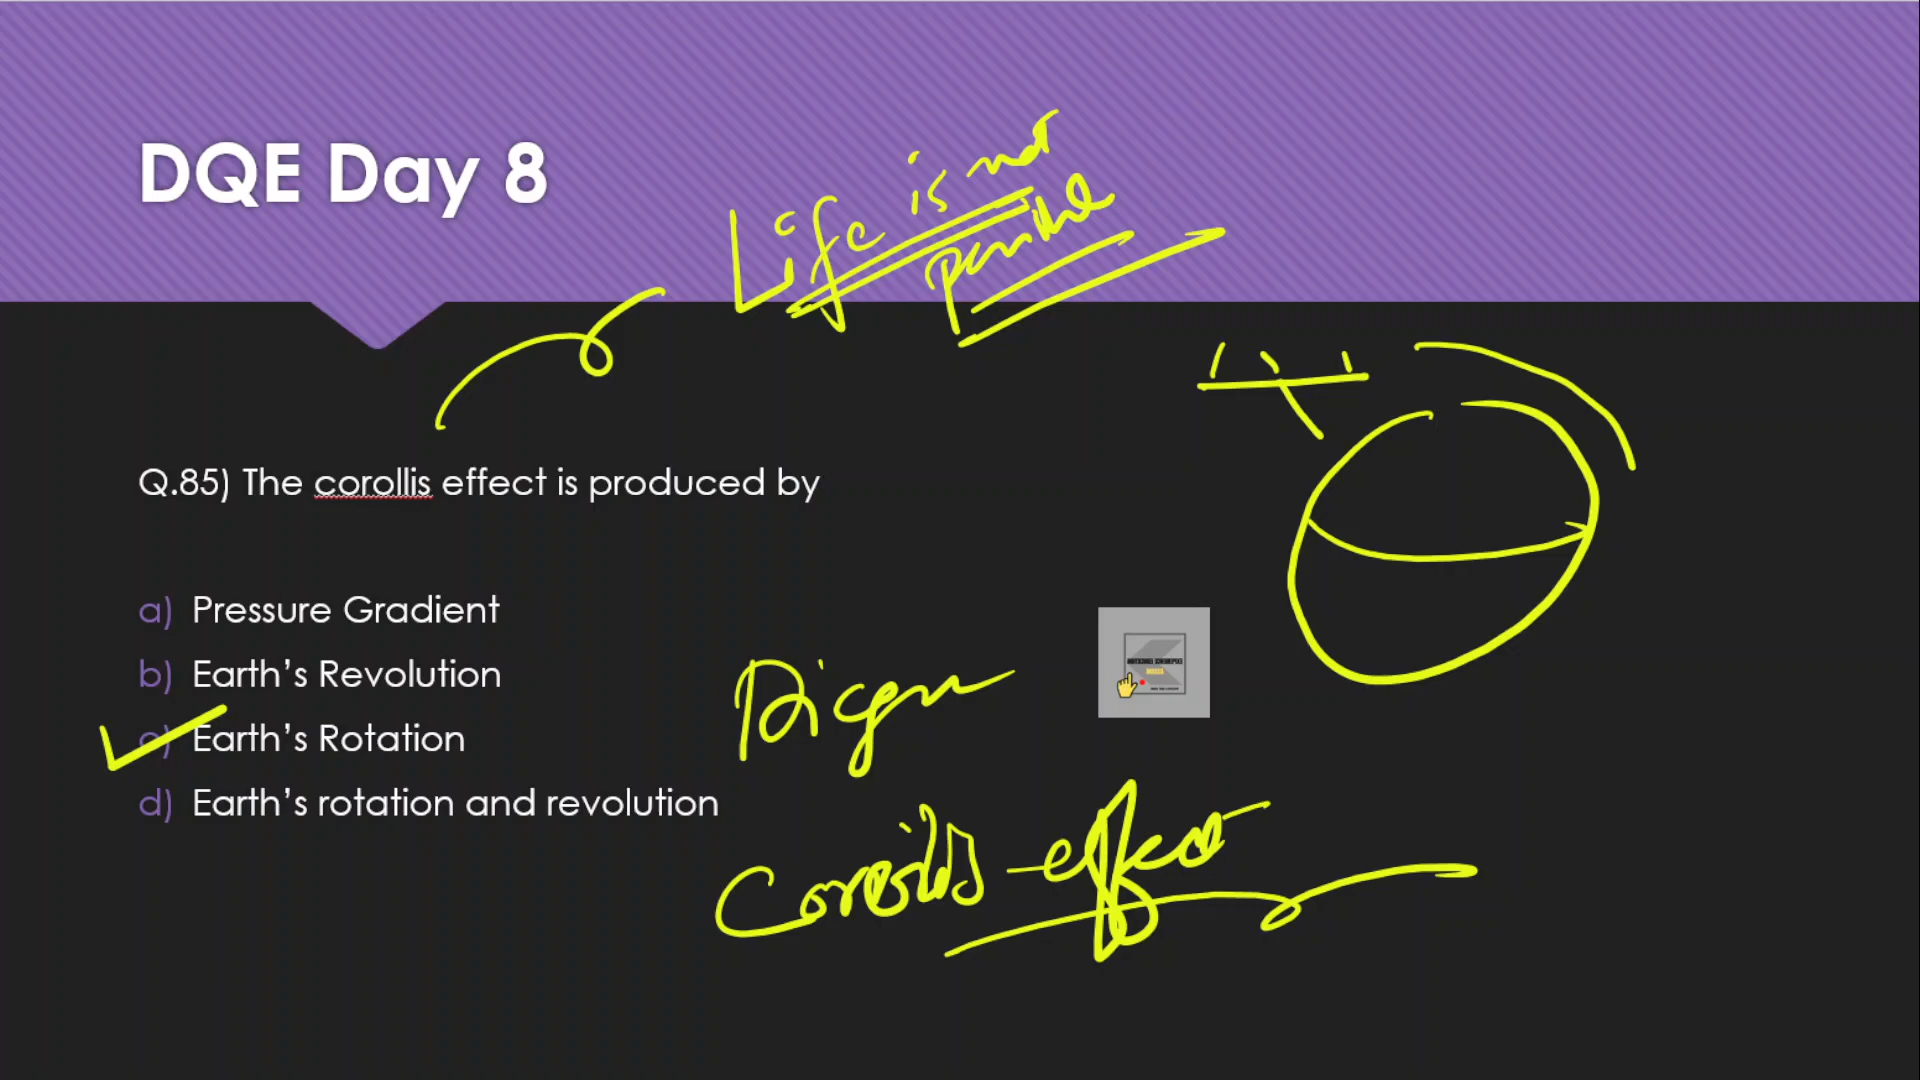 DQE Day 8
Life is not
Q.85) The corollis effect is produced by
a) Pressure Gradient
b) Earth's Revolution
c) Earth's Rotation
d) Earth's rotation and revolution
effect